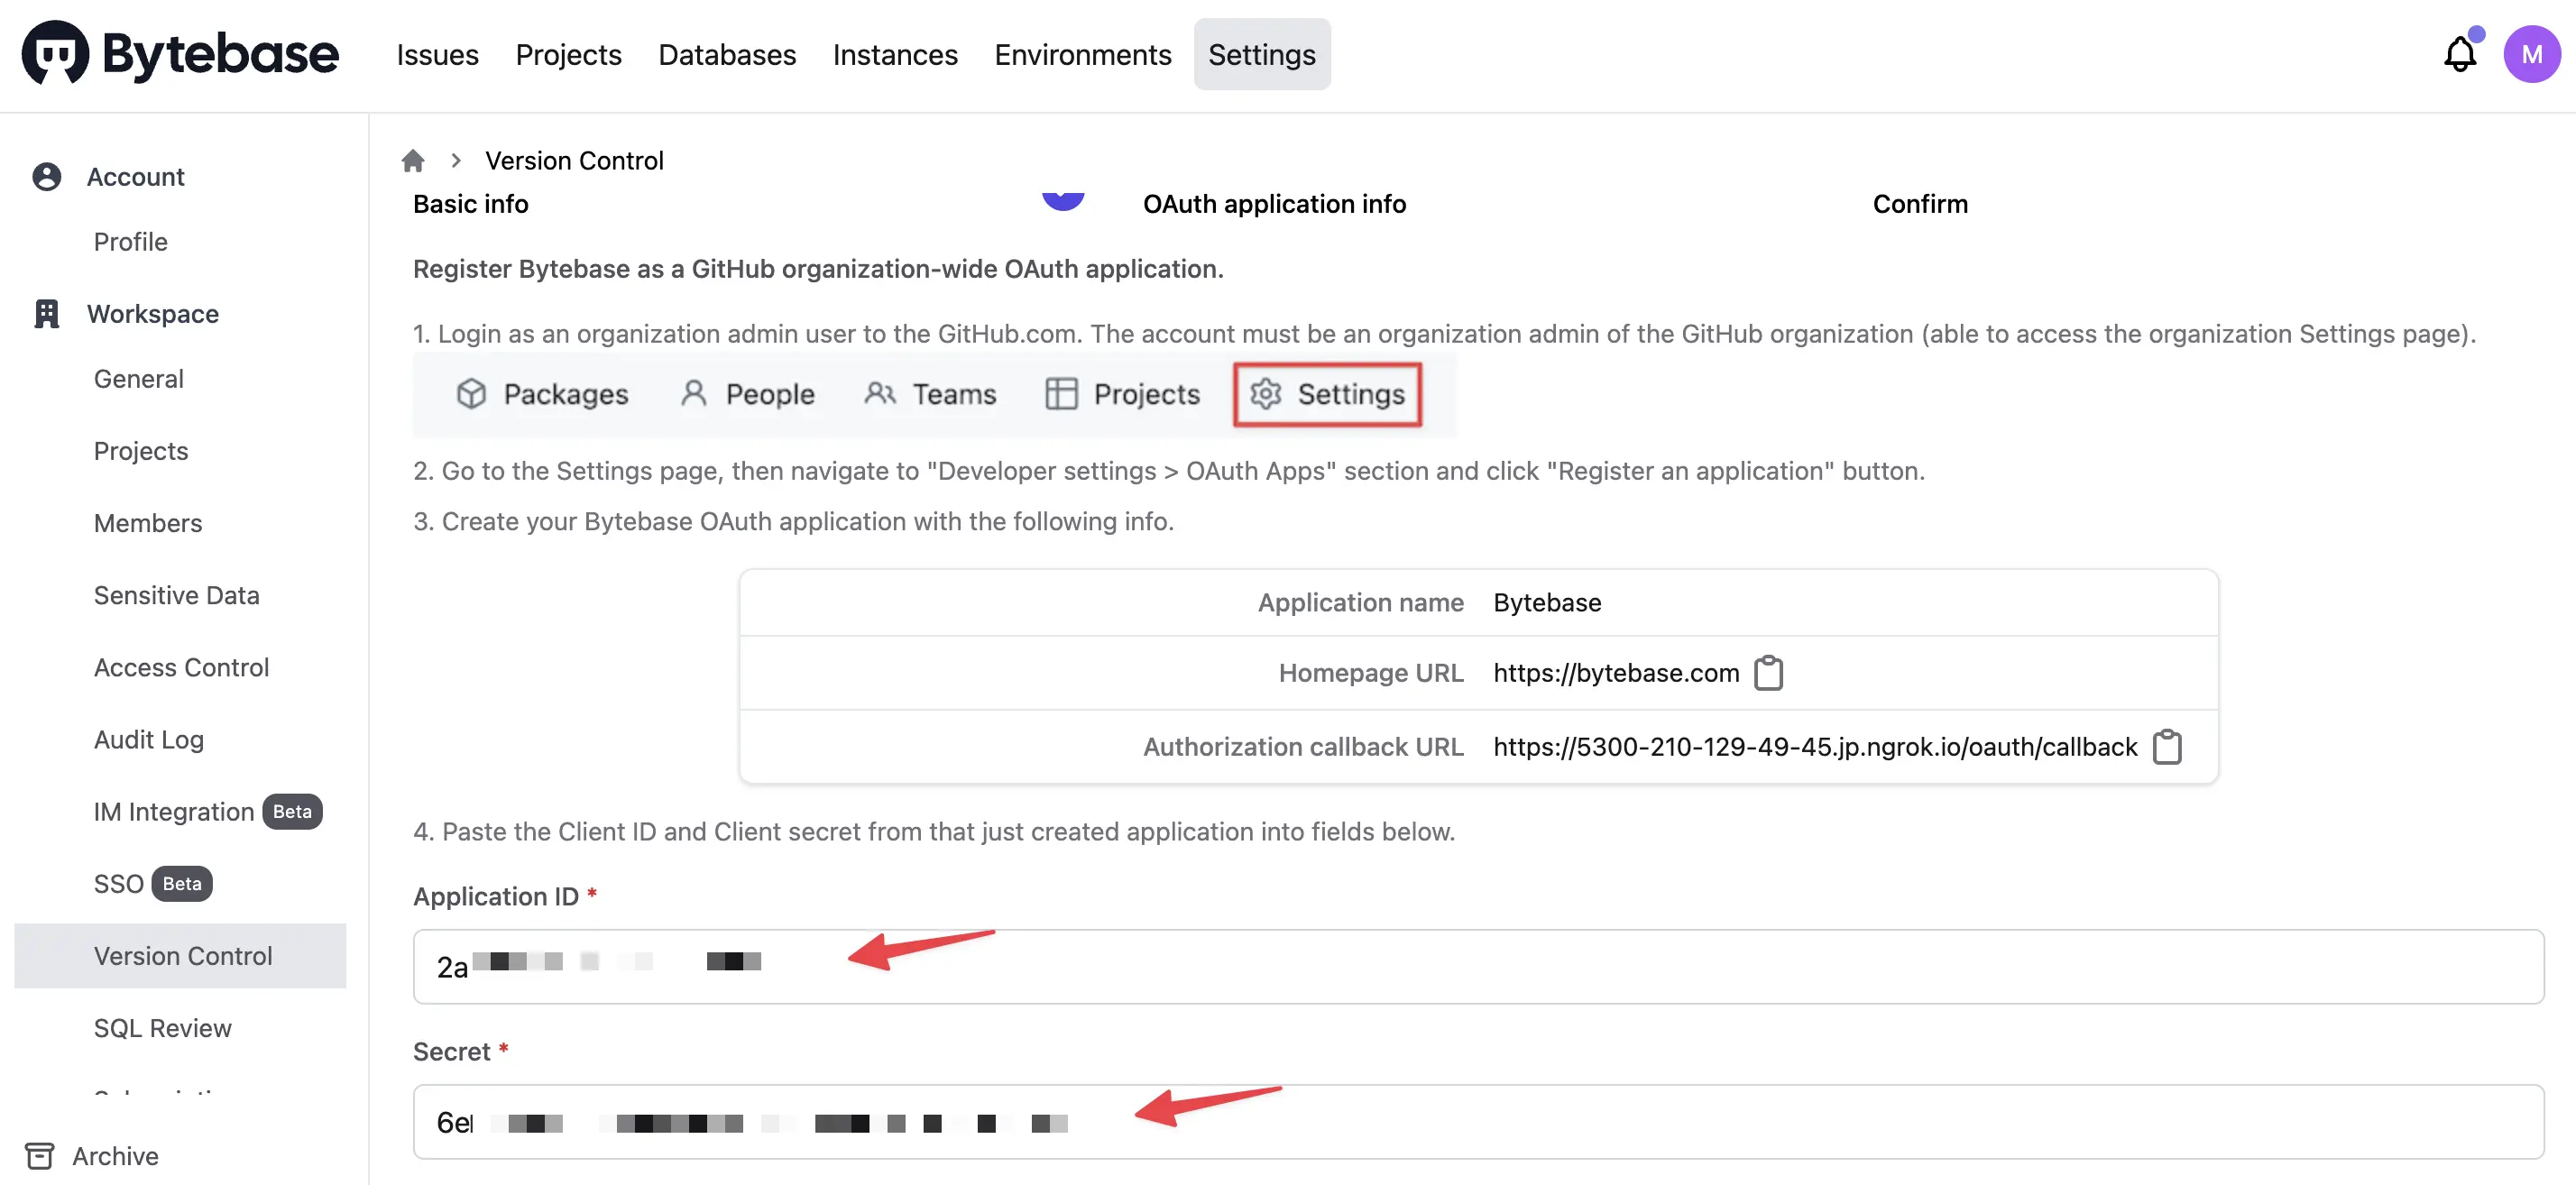 Bytebase
Issues Projects Databases Instances Environments Settings
M
Account
Profile
Workspace
General
Projects
Members
Sensitive Data
Access Control
Audit Log
IM Integration Beta
SSO Beta
Version Control
SQL Review
Archive
Version Control
Basic info OAuth application info Confirm
Register Bytebase as a GitHub organization-wide OAuth application.
1. Login as an organization admin user to the GitHub.com. The account must be an organization admin of the GitHub organization (able to access the organization Settings page).
Packages People Teams Projects Settings
2. Go to the Settings page, then navigate to "Developer settings > OAuth Apps" section and click "Register an application" button.
3. Create your Bytebase OAuth application with the following info.
Application name Bytebase
Homepage URL https://bytebase.com
Authorization callback URL https://5300-210-129-49-45.jp.ngrok.io/oauth/callback
4. Paste the Client ID and Client secret from that just created application into fields below.
Application ID *
2a
Secret *
6e